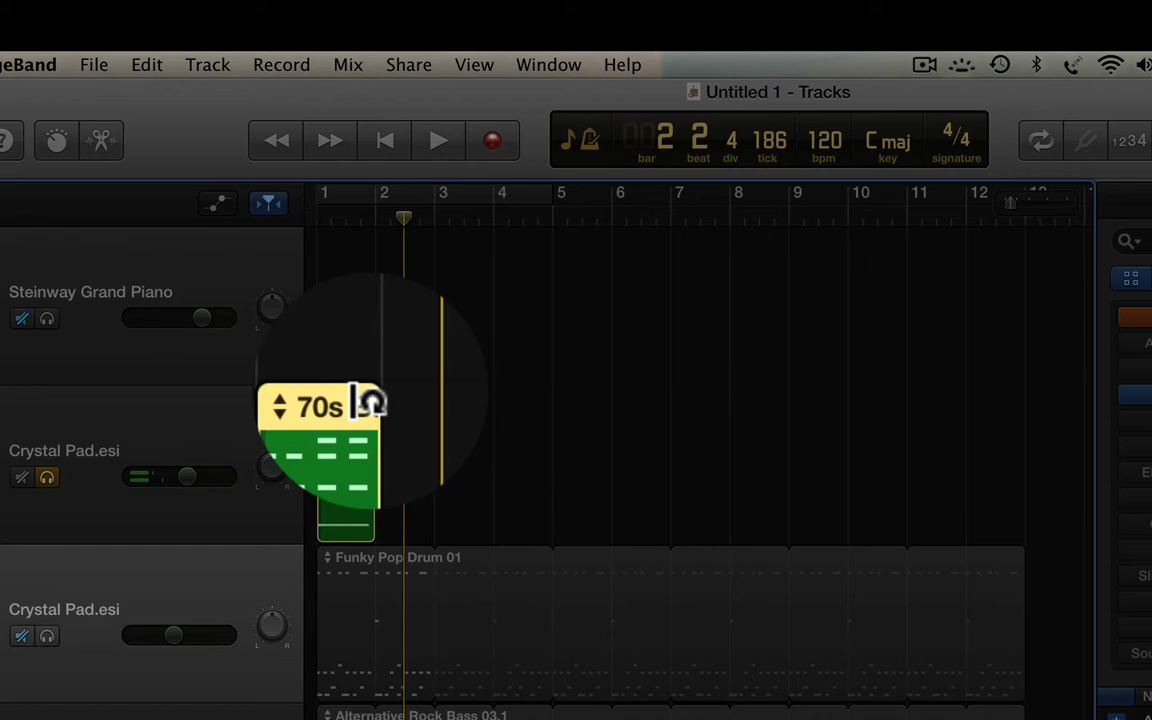 geBand File Edit Track Record Mix Share View Window Help
Untitled 1 - Tracks
2 2 4 186 120 C maj 4/4
bar beat div tick bpm key signature
1234
1 2 3 4 5 6 7 8 9 10 11 12 13
Steinway Grand Piano
L
70s
Crystal Pad.esi
L R
Funky Pop Drum 01
Crystal Pad.esi
L R
Alternative Rock Bass 03.1